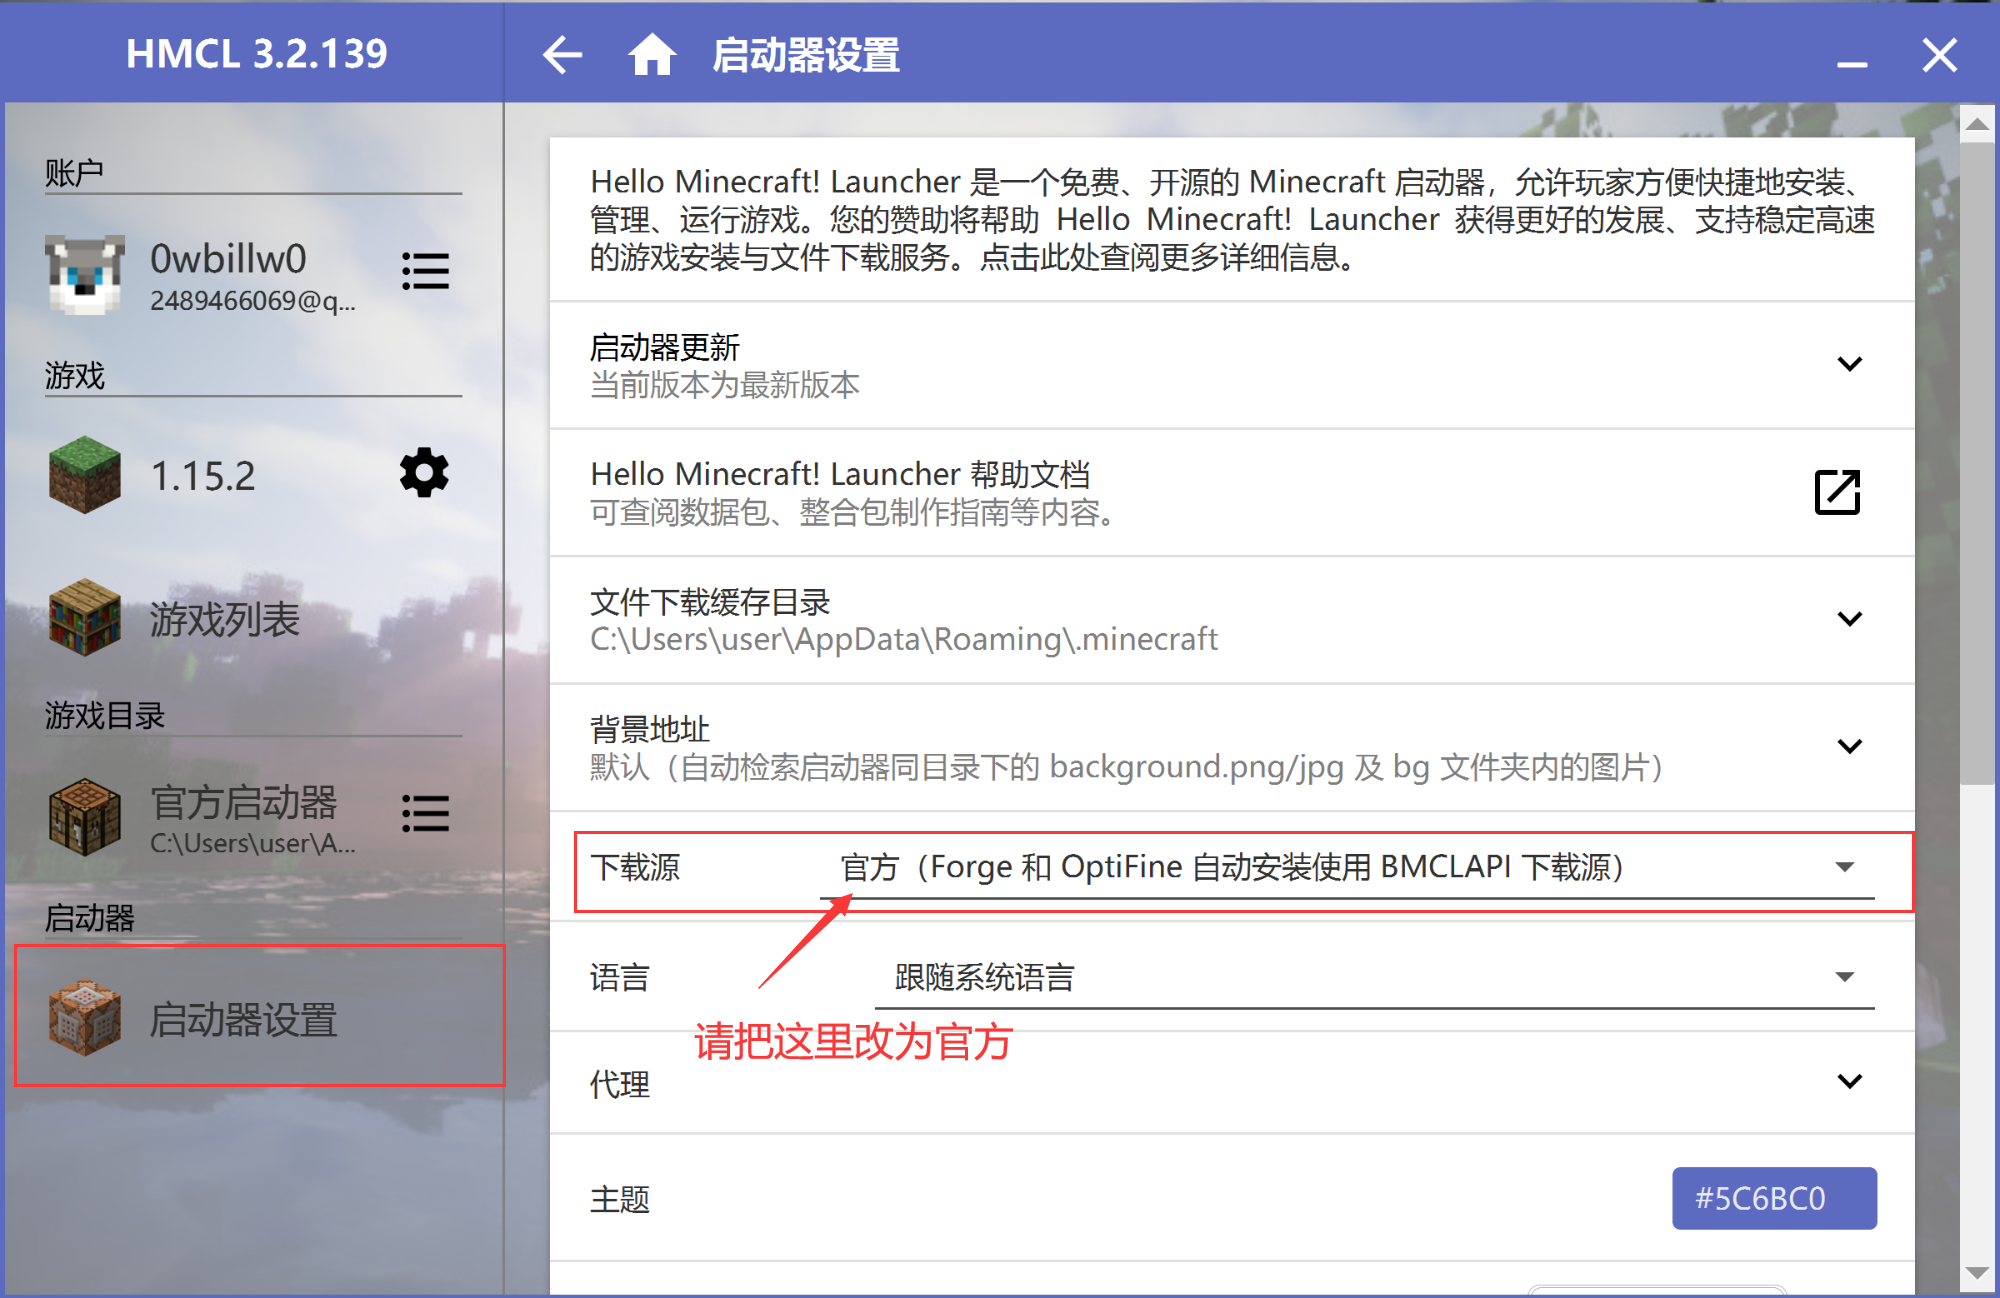 HMCL 3.2.139
启动器设置
账户
0wbillw0
2489466069@q...
游戏
1.15.2
游戏列表
游戏目录
官方启动器
C:\Users\user\A...
启动器
启动器设置
Hello Minecraft! Launcher 是一个免费、开源的 Minecraft 启动器，允许玩家方便快捷地安装、
管理、运行游戏。您的赞助将帮助 Hello Minecraft! Launcher 获得更好的发展、支持稳定高速
的游戏安装与文件下载服务。点击此处查阅更多详细信息。
启动器更新
当前版本为最新版本
Hello Minecraft! Launcher 帮助文档
可查阅数据包、整合包制作指南等内容。
文件下载缓存目录
C:\Users\user\AppData\Roaming\.minecraft
背景地址
默认（自动检索启动器同目录下的 background.png/jpg 及 bg 文件夹内的图片）
下载源 官方（Forge 和 OptiFine 自动安装使用 BMCLAPI 下载源）
语言 跟随系统语言
请把这里改为官方
代理
主题 #5C6BC0